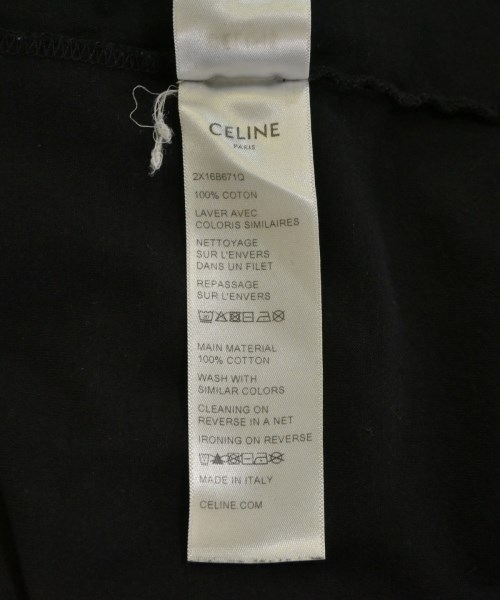 CELINE
PARIS
2X16B671Q
100% COTON
LAVER AVEC
COLORIS SIMILAIRES
NETTOYAGE
SUR L'ENVERS
DANS UN FILET
REPASSAGE
SUR L'ENVERS
MAIN MATERIAL
100% COTTON
WASH WITH
SIMILAR COLORS
CLEANING ON
REVERSE IN A NET
IRONING ON REVERSE
MADE IN ITALY
CELINE.COM